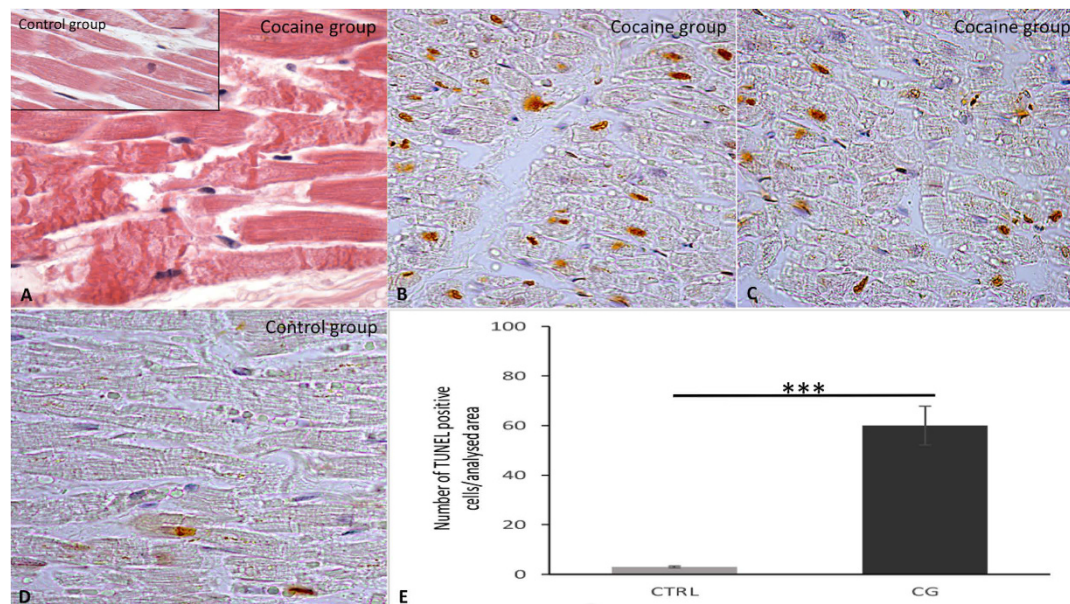 Control group
Cocaine group
A
Cocaine group
B
Cocaine group
C
Control group
D
E
Number of TUNEL positive
cells/analysed area
100
80
60
40
20
0
***
CTRL
CG